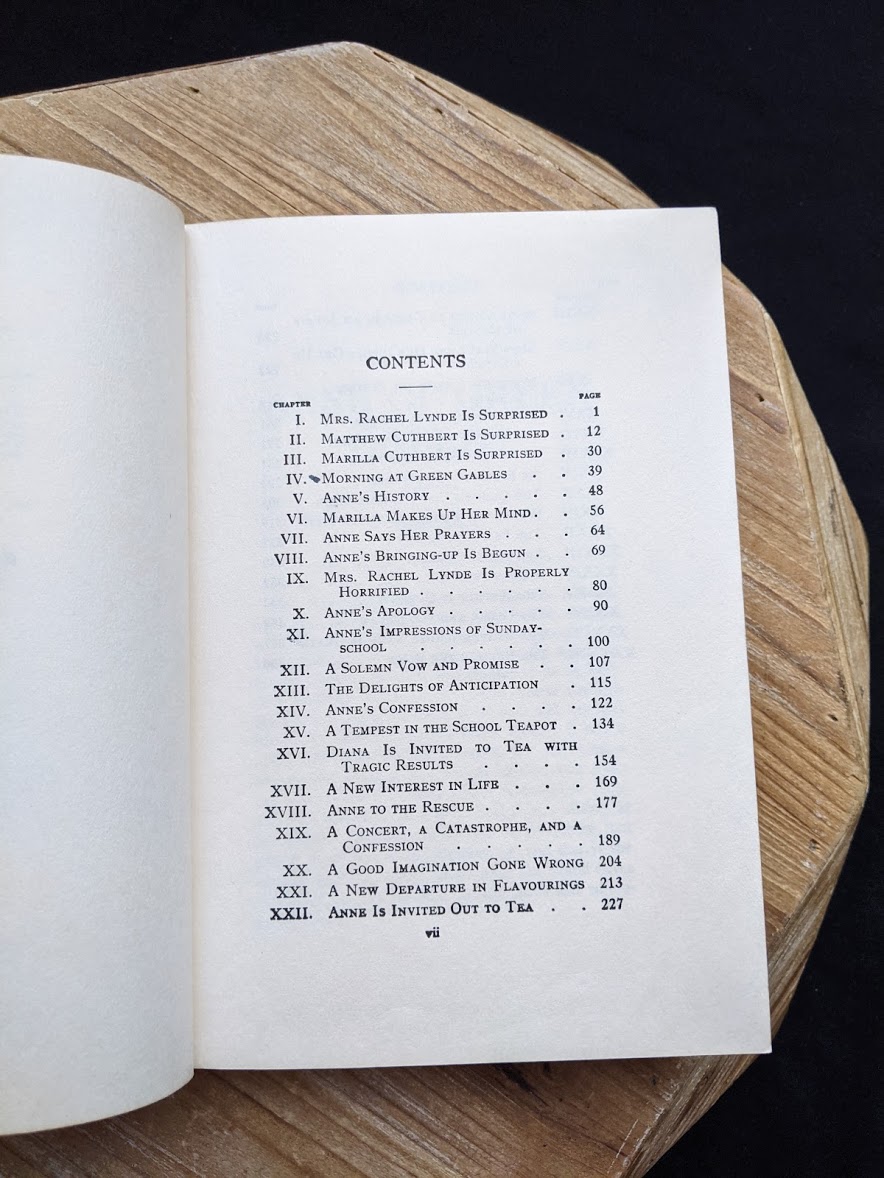 CONTENTS
CHAPTER PAGE
I. MRS. RACHEL LYNDE IS SURPRISED . 1
II. MATTHEW CUTHBERT IS SURPRISED . 12
III. MARILLA CUTHBERT IS SURPRISED . 30
IV. MORNING AT GREEN GABLES . . 39
V. ANNE'S HISTORY . . . . . 48
VI. MARILLA MAKES UP HER MIND . . 56
VII. ANNE SAYS HER PRAYERS . . . 64
VIII. ANNE'S BRINGING-UP IS BEGUN . . 69
IX. MRS. RACHEL LYNDE IS PROPERLY
HORRIFIED . . . . . . 80
X. ANNE'S APOLOGY . . . . . 90
XI. ANNE'S IMPRESSIONS OF SUNDAY-
SCHOOL . . . . . . 100
XII. A SOLEMN VOW AND PROMISE . . 107
XIII. THE DELIGHTS OF ANTICIPATION . 115
XIV. ANNE'S CONFESSION . . . . 122
XV. A TEMPEST IN THE SCHOOL TEAPOT . 134
XVI. DIANA IS INVITED TO TEA WITH
TRAGIC RESULTS . . . . 154
XVII. A NEW INTEREST IN LIFE . . . 169
XVIII. ANNE TO THE RESCUE . . . . 177
XIX. A CONCERT, A CATASTROPHE, AND A
CONFESSION . . . . . 189
XX. A GOOD IMAGINATION GONE WRONG 204
XXI. A NEW DEPARTURE IN FLAVOURINGS 213
XXII. ANNE IS INVITED OUT TO TEA . . 227
vii